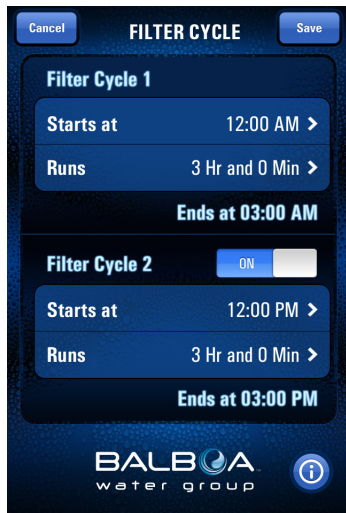 Cancel FILTER CYCLE Save
Filter Cycle 1
Starts at 12:00 AM >
Runs 3 Hr and 0 Min >
Ends at 03:00 AM
Filter Cycle 2 ON
Starts at 12:00 PM >
Runs 3 Hr and 0 Min >
Ends at 03:00 PM
BALBOA
water group
i